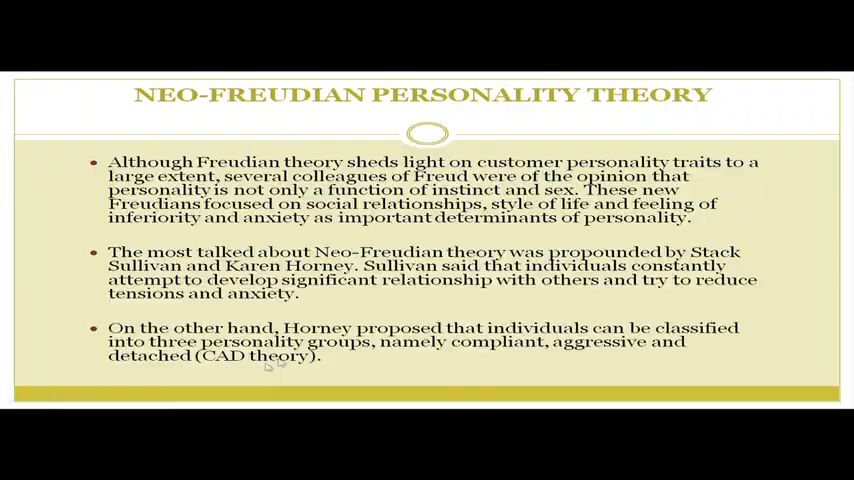 NEO-FREUDIAN PERSONALITY THEORY
• Although Freudian theory sheds light on customer personality traits to a
large extent, several colleagues of Freud were of the opinion that
personality is not only a function of instinct and sex. These new
Freudians focused on social relationships, style of life and feeling of
inferiority and anxiety as important determinants of personality.
• The most talked about Neo-Freudian theory was propounded by Stack
Sullivan and Karen Horney. Sullivan said that individuals constantly
attempt to develop significant relationship with others and try to reduce
tensions and anxiety.
• On the other hand, Horney proposed that individuals can be classified
into three personality groups, namely compliant, aggressive and
detached (CAD theory).